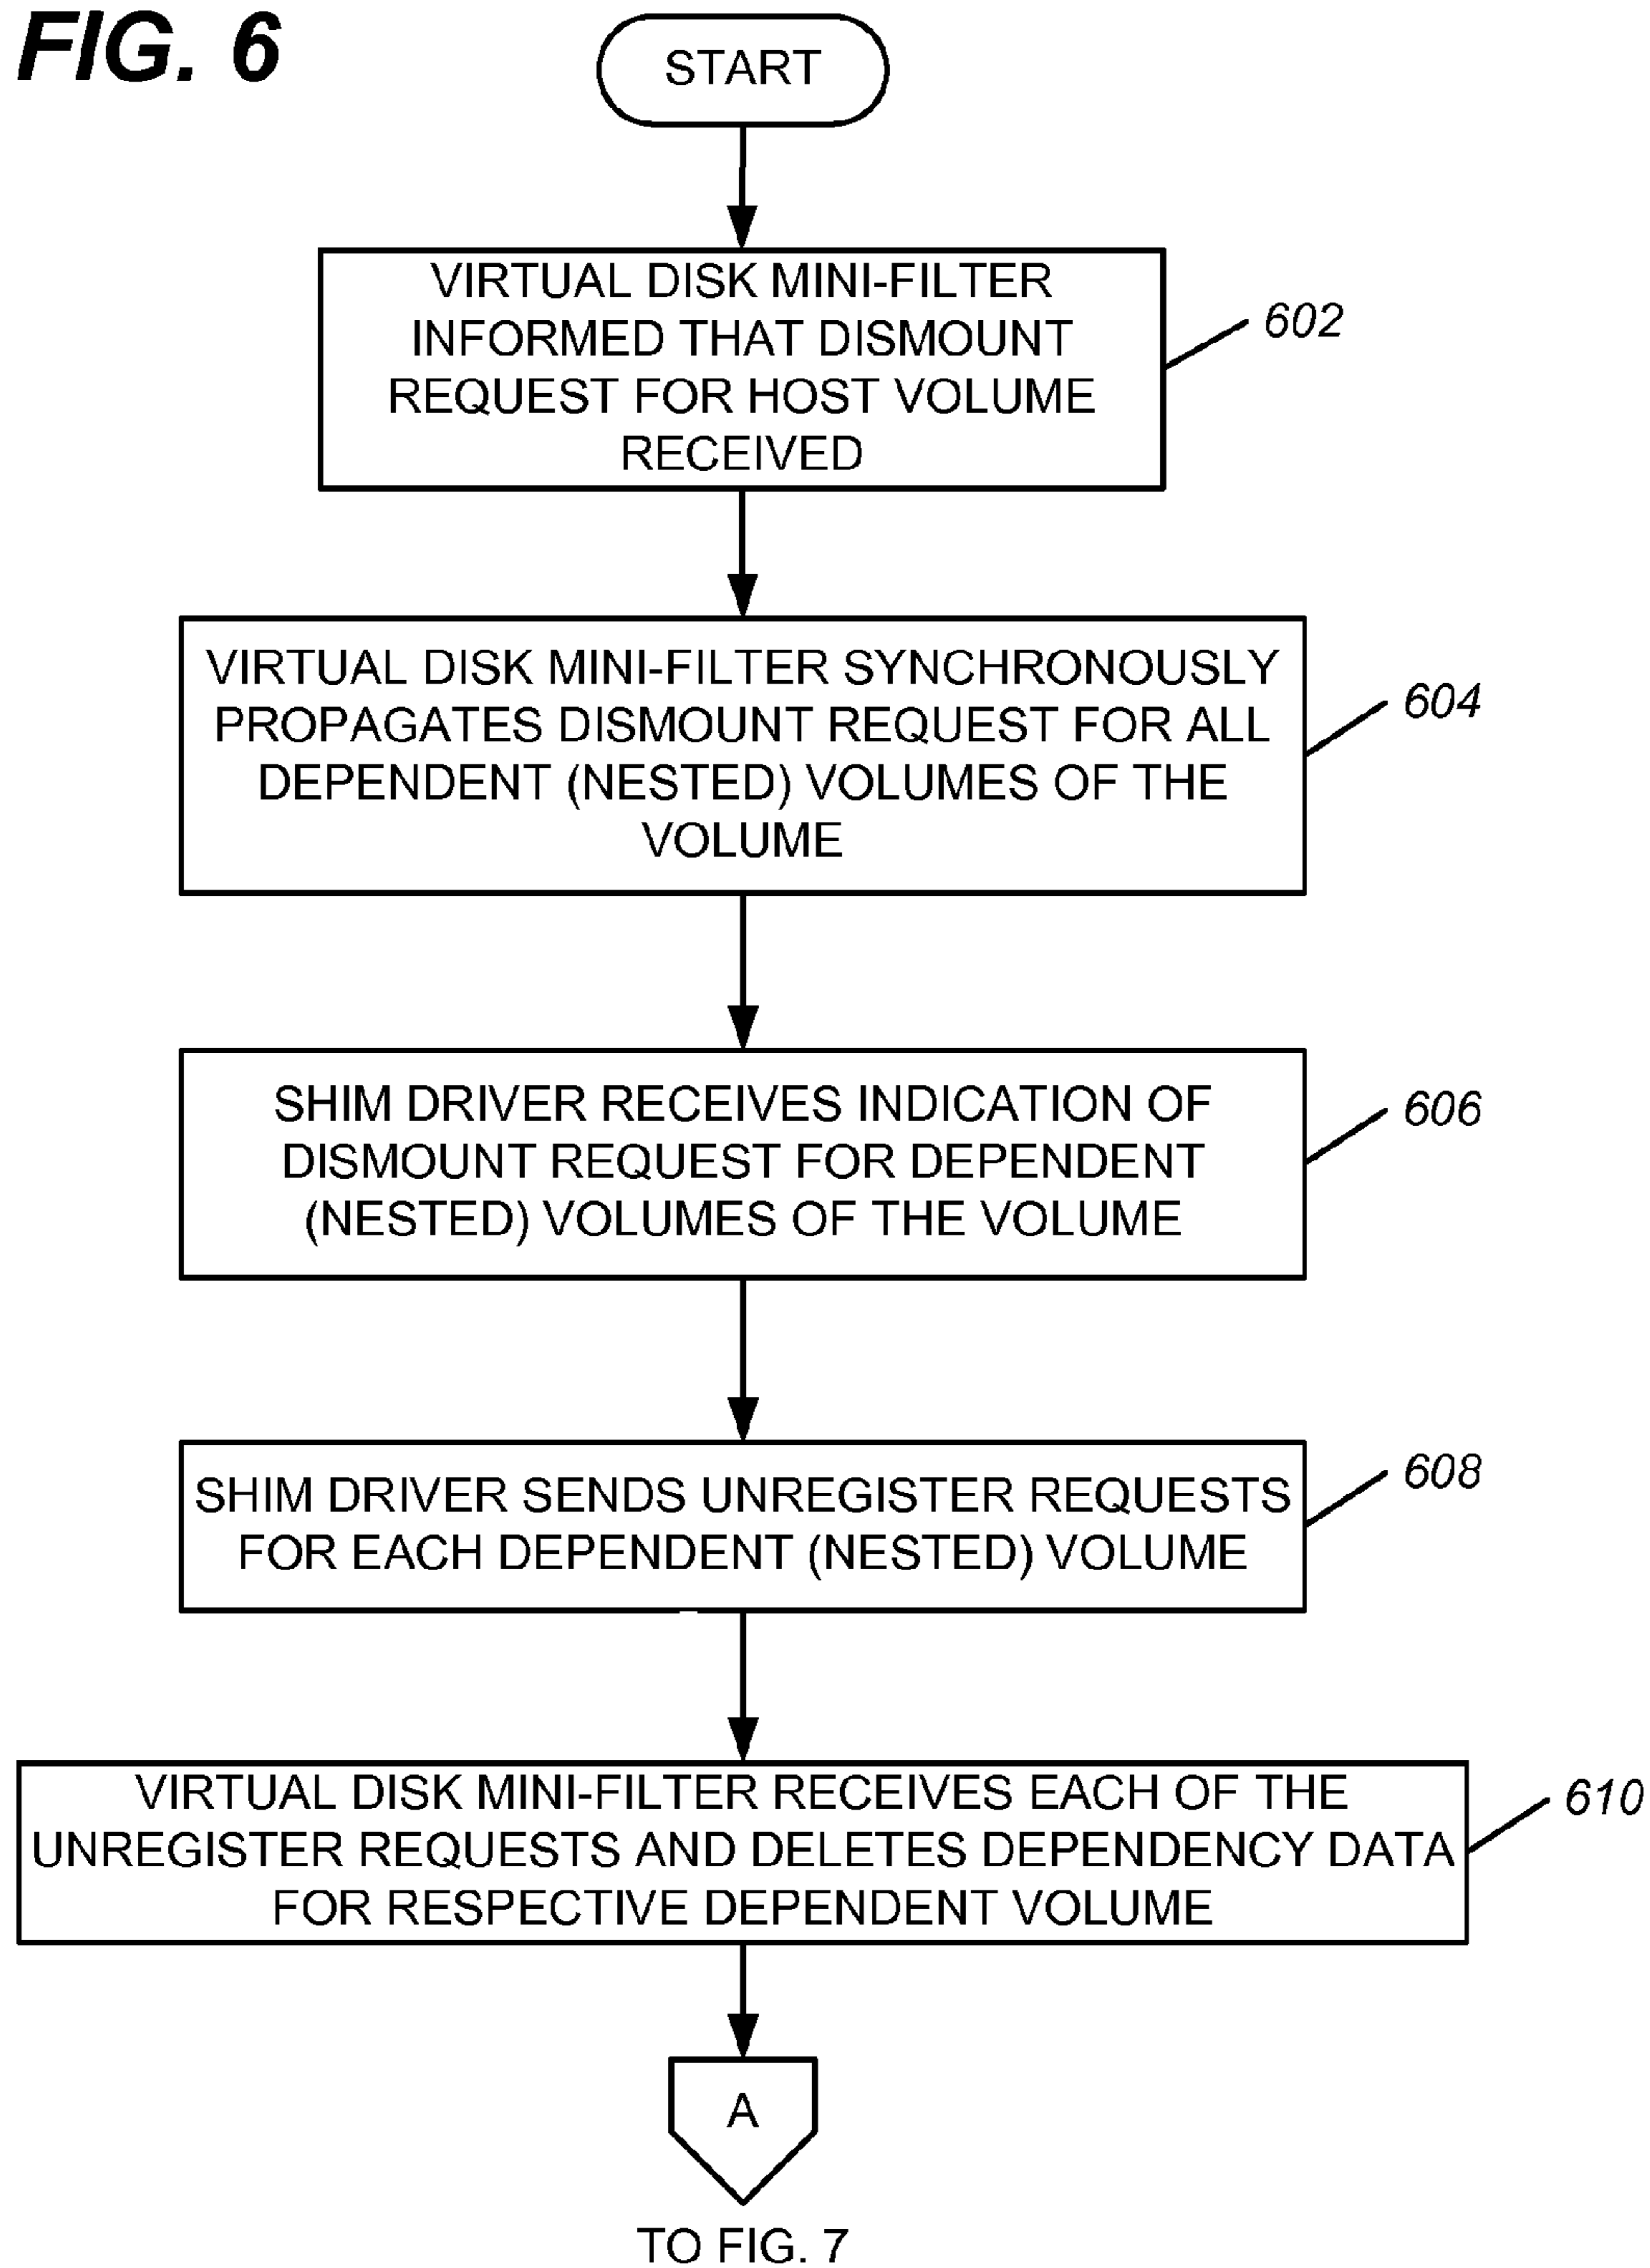 FIG. 6
START
VIRTUAL DISK MINI-FILTER
INFORMED THAT DISMOUNT
REQUEST FOR HOST VOLUME
RECEIVED
602
VIRTUAL DISK MINI-FILTER SYNCHRONOUSLY
PROPAGATES DISMOUNT REQUEST FOR ALL
DEPENDENT (NESTED) VOLUMES OF THE
VOLUME
604
SHIM DRIVER RECEIVES INDICATION OF
DISMOUNT REQUEST FOR DEPENDENT
(NESTED) VOLUMES OF THE VOLUME
606
SHIM DRIVER SENDS UNREGISTER REQUESTS
FOR EACH DEPENDENT (NESTED) VOLUME
608
VIRTUAL DISK MINI-FILTER RECEIVES EACH OF THE
UNREGISTER REQUESTS AND DELETES DEPENDENCY DATA
FOR RESPECTIVE DEPENDENT VOLUME
610
A
TO FIG. 7